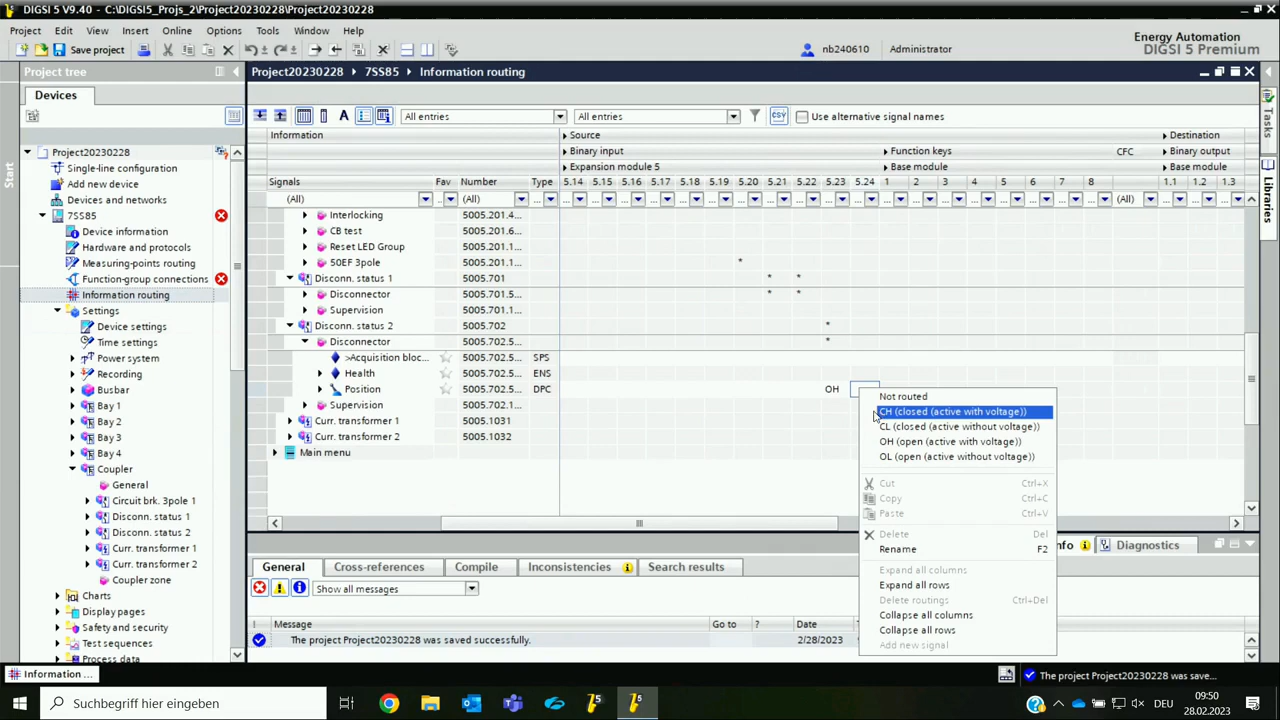 DIGSI 5 V9.40 - C:\DIGSI5_Projs_2\Project20230228\Project20230228
Project Edit View Insert Online Options Tools Window Help
Energy Automation
DIGSI 5 Premium
Save project
nb240610 Administrator
Project tree
Project20230228 7SS85 Information routing
Devices
All entries All entries CSV Use alternative signal names
Start
Tasks
Libraries
Project20230228
Single-line configuration
Add new device
Devices and networks
7SS85
Device information
Hardware and protocols
Measuring-points routing
Function-group connections
Information routing
Settings
Device settings
Time settings
Power system
Recording
Busbar
Bay 1
Bay 2
Bay 3
Bay 4
Coupler
General
Circuit brk. 3pole 1
Disconn. status 1
Disconn. status 2
Curr. transformer 1
Curr. transformer 2
Coupler zone
Charts
Display pages
Safety and security
Test sequences
Process data
Information Source Destination
Binary input Function keys CFC Binary output
Expansion module 5 Base module Base module
Signals Fav Number Type 5.14 5.15 5.16 5.17 5.18 5.19 5.20 5.21 5.22 5.23 5.24 1 2 3 4 5 6 7 8 1.1 1.2 1.3
(All) (All) (All)
Interlocking 5005.201.4...
CB test 5005.201.6...
Reset LED Group 5005.201.1...
50EF 3pole 5005.201.1... *
Disconn. status 1 5005.701 * *
Disconnector 5005.701.5... * *
Supervision 5005.701.1...
Disconn. status 2 5005.702 *
Disconnector 5005.702.5... *
>Acquisition bloc... 5005.702.5... SPS
Health 5005.702.5... ENS
Position 5005.702.5... DPC OH
Supervision 5005.702.1...
Curr. transformer 1 5005.1031
Curr. transformer 2 5005.1032
Main menu
Not routed
CH (closed (active with voltage))
CL (closed (active without voltage))
OH (open (active with voltage))
OL (open (active without voltage))
Cut Ctrl+X
Copy Ctrl+C
Paste Ctrl+V
Delete Del
Rename F2
Expand all columns
Expand all rows
Delete routings Ctrl+Del
Collapse all columns
Collapse all rows
Add new signal
Diagnostics
General Cross-references Compile Inconsistencies Search results
Show all messages
Message Go to ? Date
The project Project20230228 was saved successfully. 2/28/2023
Information ...
The project Project20230228 was save...
Suchbegriff hier eingeben
DEU
09:50
28.02.2023